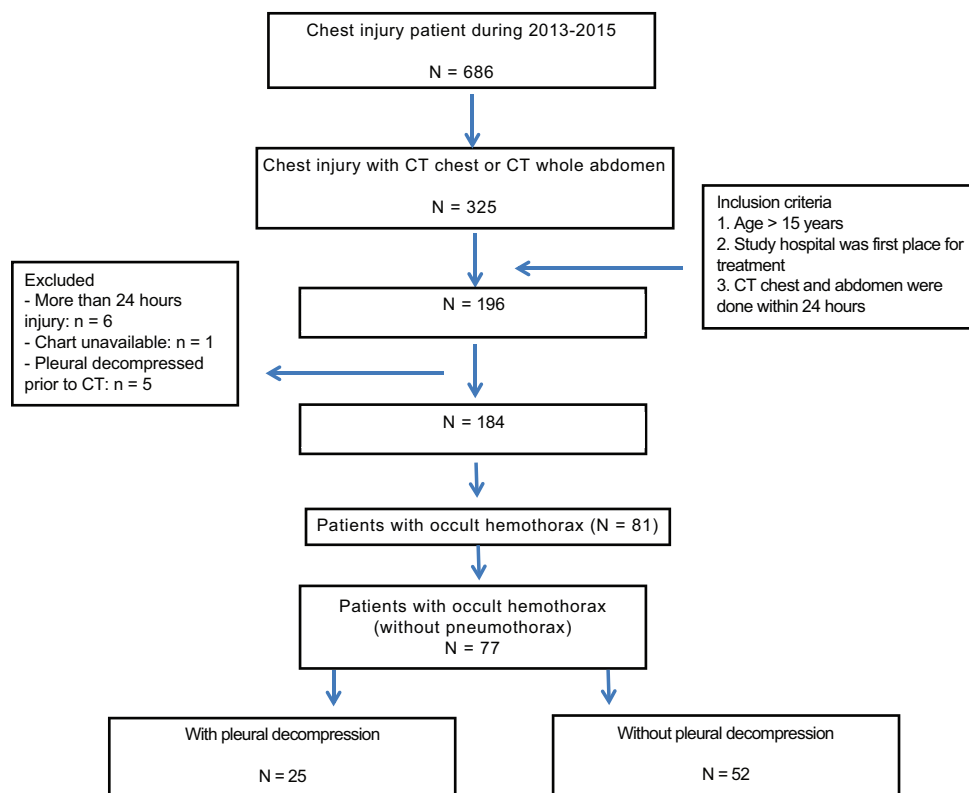 Chest injury patient during 2013-2015
N = 686
Chest injury with CT chest or CT whole abdomen
N = 325
Inclusion criteria
1. Age > 15 years
2. Study hospital was first place for
treatment
3. CT chest and abdomen were
done within 24 hours
N = 196
Excluded
- More than 24 hours
injury: n = 6
- Chart unavailable: n = 1
- Pleural decompressed
prior to CT: n = 5
N = 184
Patients with occult hemothorax (N = 81)
Patients with occult hemothorax
(without pneumothorax)
N = 77
With pleural decompression
N = 25
Without pleural decompression
N = 52